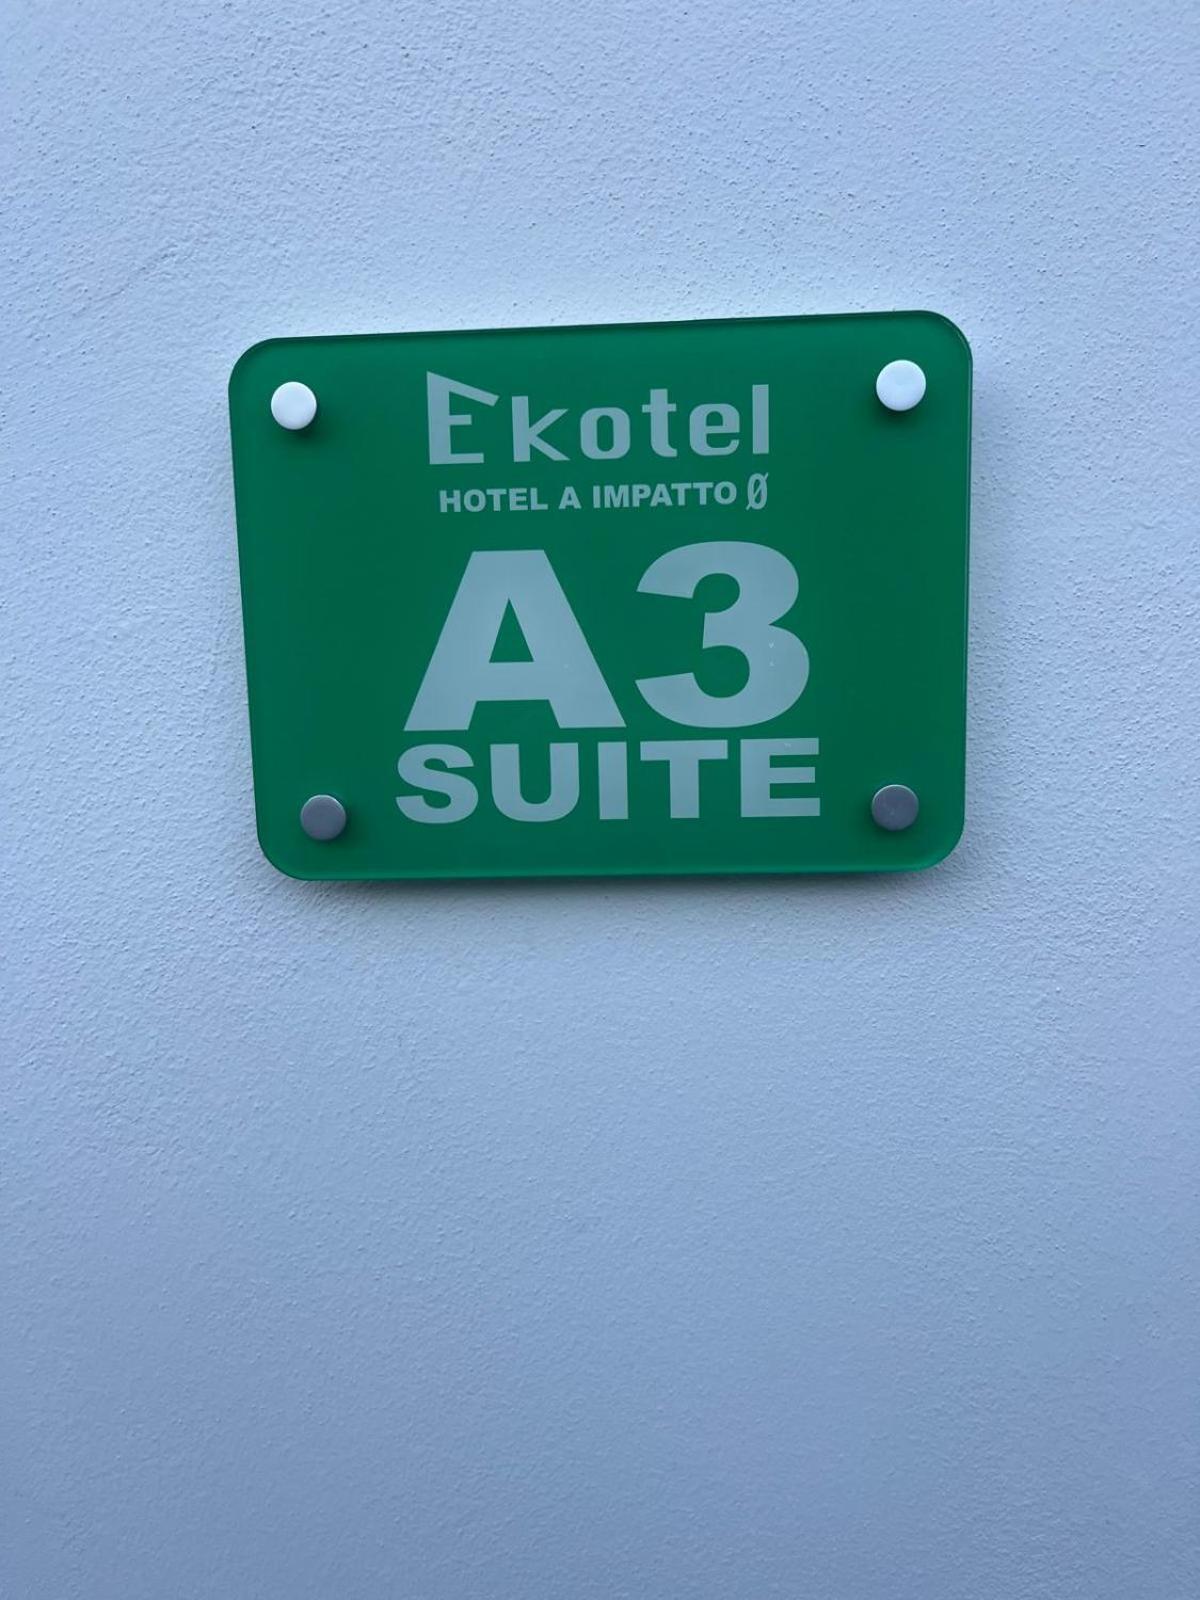 Ekotel
HOTEL A IMPATTO Ø
A3
SUITE